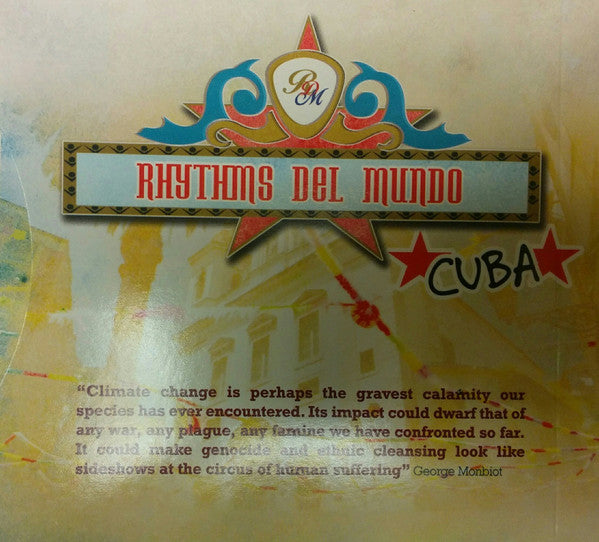 RDM
RHYTHMS DEL MUNDO
CUBA
“Climate change is perhaps the gravest calamity our
species has ever encountered. Its impact could dwarf that of
any war, any plague, any famine we have confronted so far.
It could make genocide and ethnic cleansing look like
sideshows at the circus of human suffering” George Monbiot